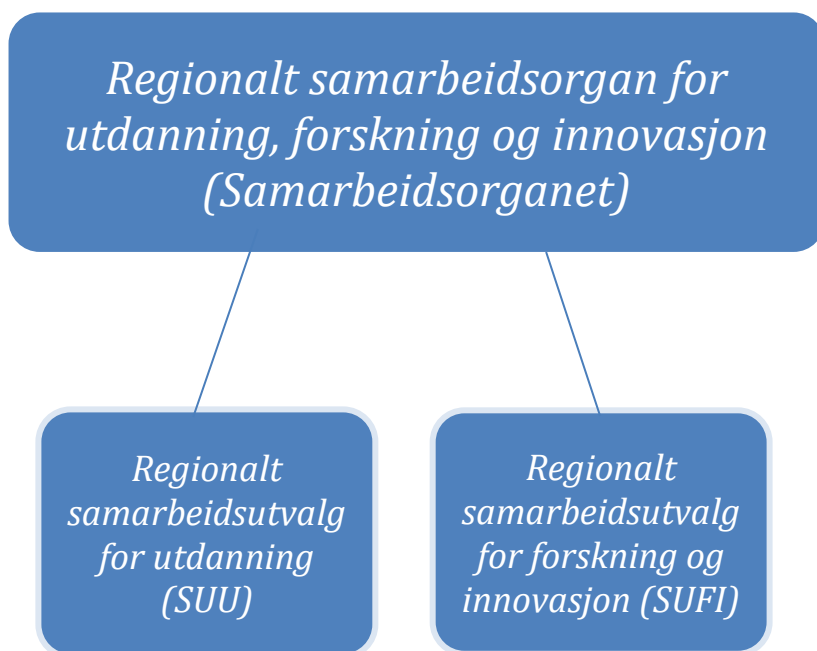 Regionalt samarbeidsorgan for
utdanning, forskning og innovasjon
(Samarbeidsorganet)
Regionalt
samarbeidsutvalg
for utdanning
(SUU)
Regionalt
samarbeidsutvalg
for forskning og
innovasjon (SUFI)